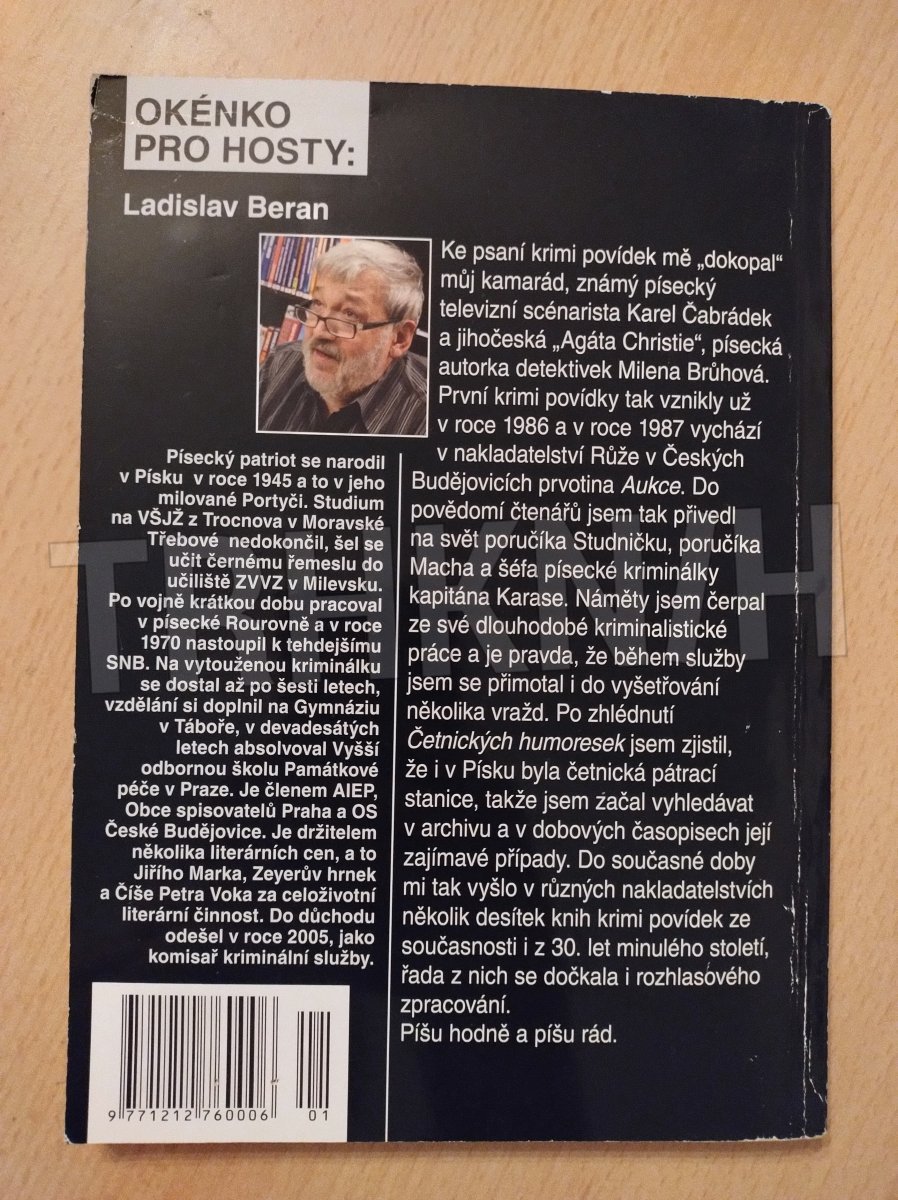 OKÉNKO
PRO HOSTY:
Ladislav Beran
Ke psaní krimi povídek mě „dokopal“
můj kamarád, známý písecký
televizní scénarista Karel Čabrádek
a jihočeská „Agáta Christie“, písecká
autorka detektivek Milena Brůhová.
První krimi povídky tak vznikly už
v roce 1986 a v roce 1987 vychází
v nakladatelství Růže v Českých
Budějovicích prvotina Aukce. Do
povědomí čtenářů jsem tak přivedl
na svět poručíka Studničku, poručíka
Macha a šéfa písecké kriminálky
kapitána Karase. Náměty jsem čerpal
ze své dlouhodobé kriminalistické
práce a je pravda, že během služby
jsem se přimotal i do vyšetřování
několika vražd. Po zhlédnutí
Četnických humoresek jsem zjistil,
že i v Písku byla četnická pátrací
stanice, takže jsem začal vyhledávat
v archivu a v dobových časopisech její
zajímavé případy. Do současné doby
mi tak vyšlo v různých nakladatelstvích
několik desítek knih krimi povídek ze
současnosti i z 30. let minulého století,
řada z nich se dočkala i rozhlasového
zpracování.
Píšu hodně a píšu rád.
Písecký patriot se narodil
v Písku v roce 1945 a to v jeho
milované Portyči. Studium
na VŠJŽ z Trocnova v Moravské
Třebové nedokončil, šel se
učit černému řemeslu do
učiliště ZVVZ v Milevsku.
Po vojně krátkou dobu pracoval
v písecké Rourovně a v roce
1970 nastoupil k tehdejšímu
SNB. Na vytouženou kriminálku
se dostal až po šesti letech,
vzdělání si doplnil na Gymnáziu
v Táboře, v devadesátých
letech absolvoval Vyšší
odbornou školu Památkové
péče v Praze. Je členem AIEP,
Obce spisovatelů Praha a OS
České Budějovice. Je držitelem
několika literárních cen, a to
Jiřího Marka, Zeyerův hrnek
a Číše Petra Voka za celoživotní
literární činnost. Do důchodu
odešel v roce 2005, jako
komisař kriminální služby.
9 771212 760006 01